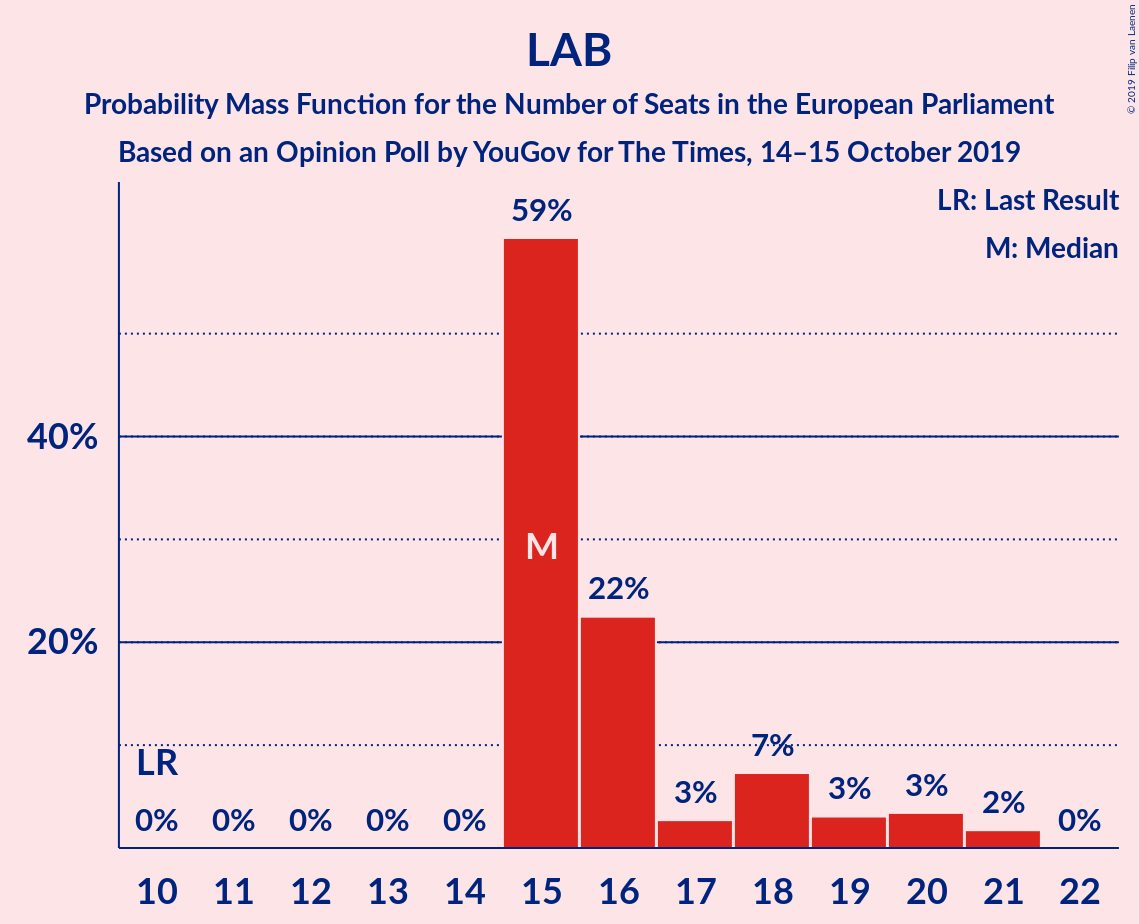 LAB
Probability Mass Function for the Number of Seats in the European Parliament
Based on an Opinion Poll by YouGov for The Times, 14–15 October 2019
© 2019 Filip van Laenen
LR: Last Result
M: Median
59%
40%
M
22%
20%
LR
7%
3%
3%
3%
2%
0% 0% 0% 0% 0% 0%
10 11 12 13 14 15 16 17 18 19 20 21 22